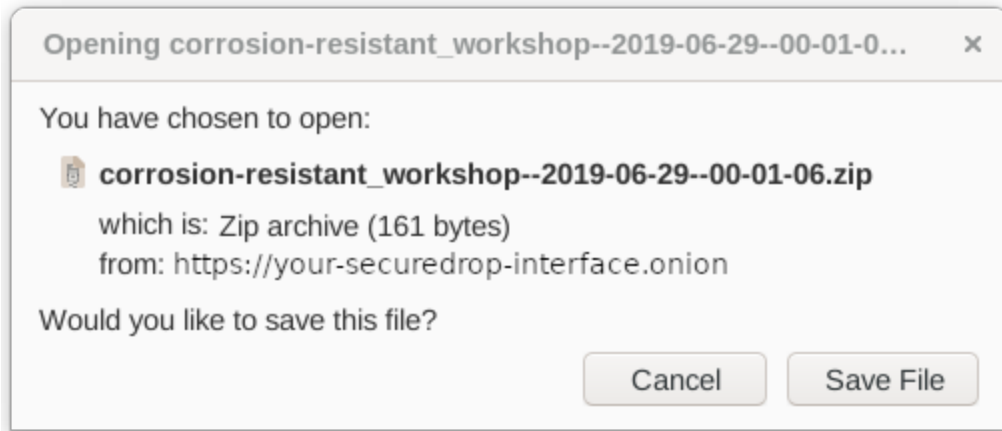 Opening corrosion-resistant_workshop--2019-06-29--00-01-0…
You have chosen to open:
corrosion-resistant_workshop--2019-06-29--00-01-06.zip
which is: Zip archive (161 bytes)
from: https://your-securedrop-interface.onion
Would you like to save this file?
Cancel Save File